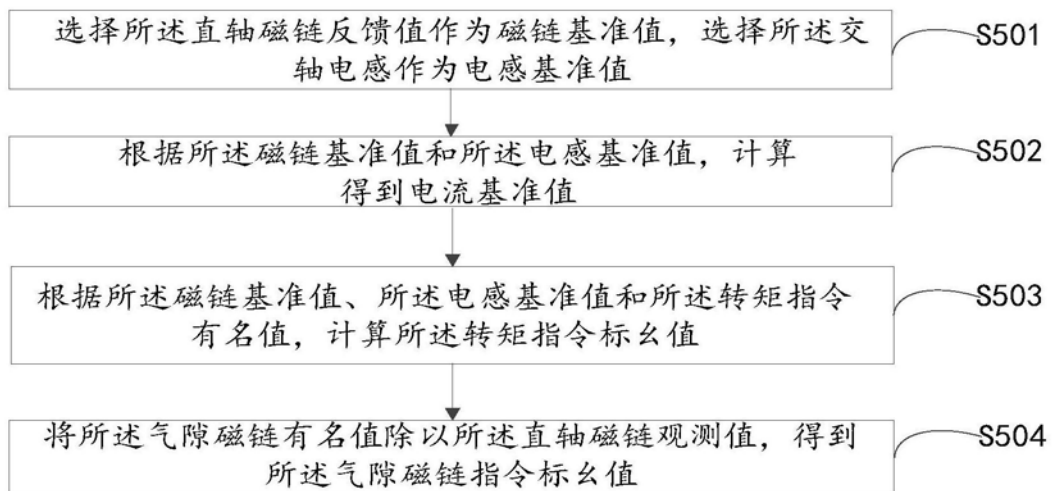 选择所述直轴磁链反馈值作为磁链基准值，选择所述交
轴电感作为电感基准值
S501
根据所述磁链基准值和所述电感基准值，计算
得到电流基准值
S502
根据所述磁链基准值、所述电感基准值和所述转矩指令
有名值，计算所述转矩指令标幺值
S503
将所述气隙磁链有名值除以所述直轴磁链观测值，得到
所述气隙磁链指令标幺值
S504